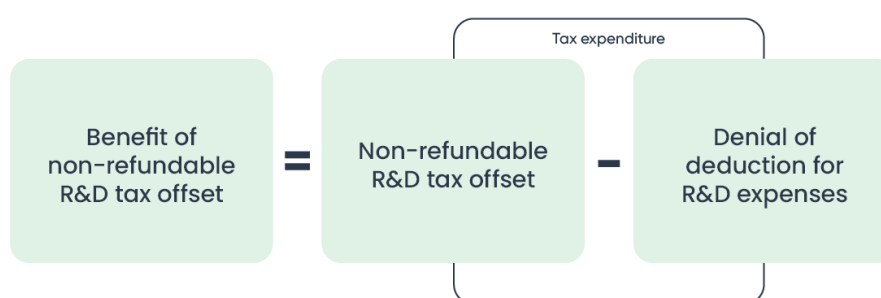 Tax expenditure
Benefit of
non-refundable
R&D tax offset
=
Non-refundable
R&D tax offset
-
Denial of
deduction for
R&D expenses